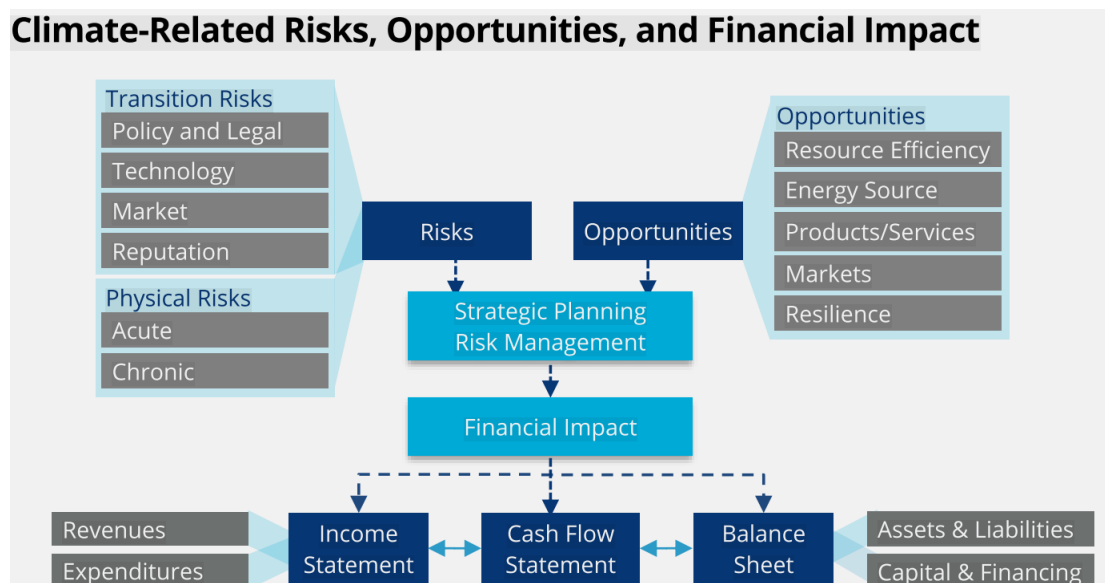 Climate-Related Risks, Opportunities, and Financial Impact
Transition Risks
Policy and Legal
Technology
Market
Reputation
Physical Risks
Acute
Chronic
Risks
Opportunities
Opportunities
Resource Efficiency
Energy Source
Products/Services
Markets
Resilience
Strategic Planning
Risk Management
Financial Impact
Revenues
Expenditures
Income
Statement
Cash Flow
Statement
Balance
Sheet
Assets & Liabilities
Capital & Financing